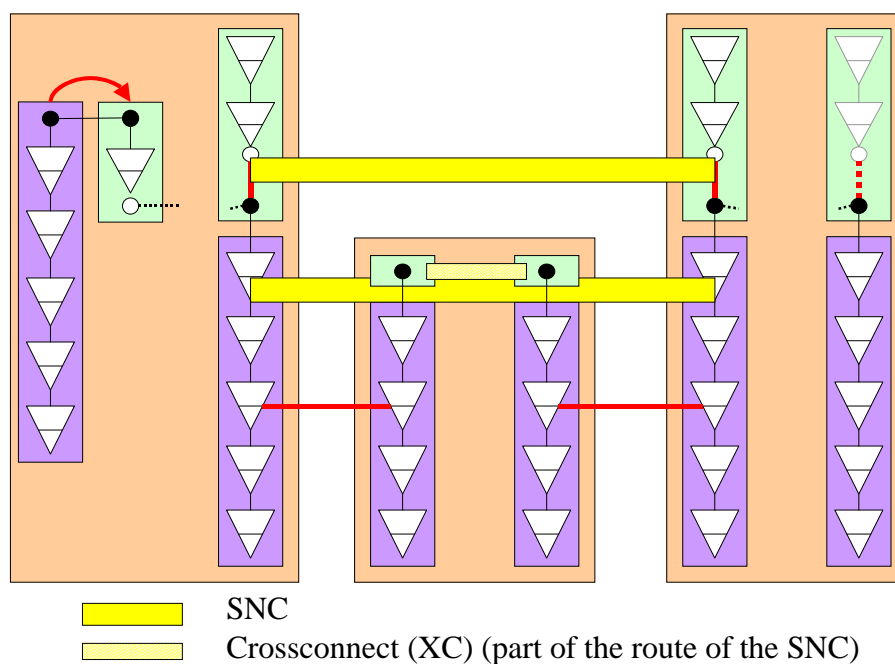 SNC
Crossconnect (XC) (part of the route of the SNC)